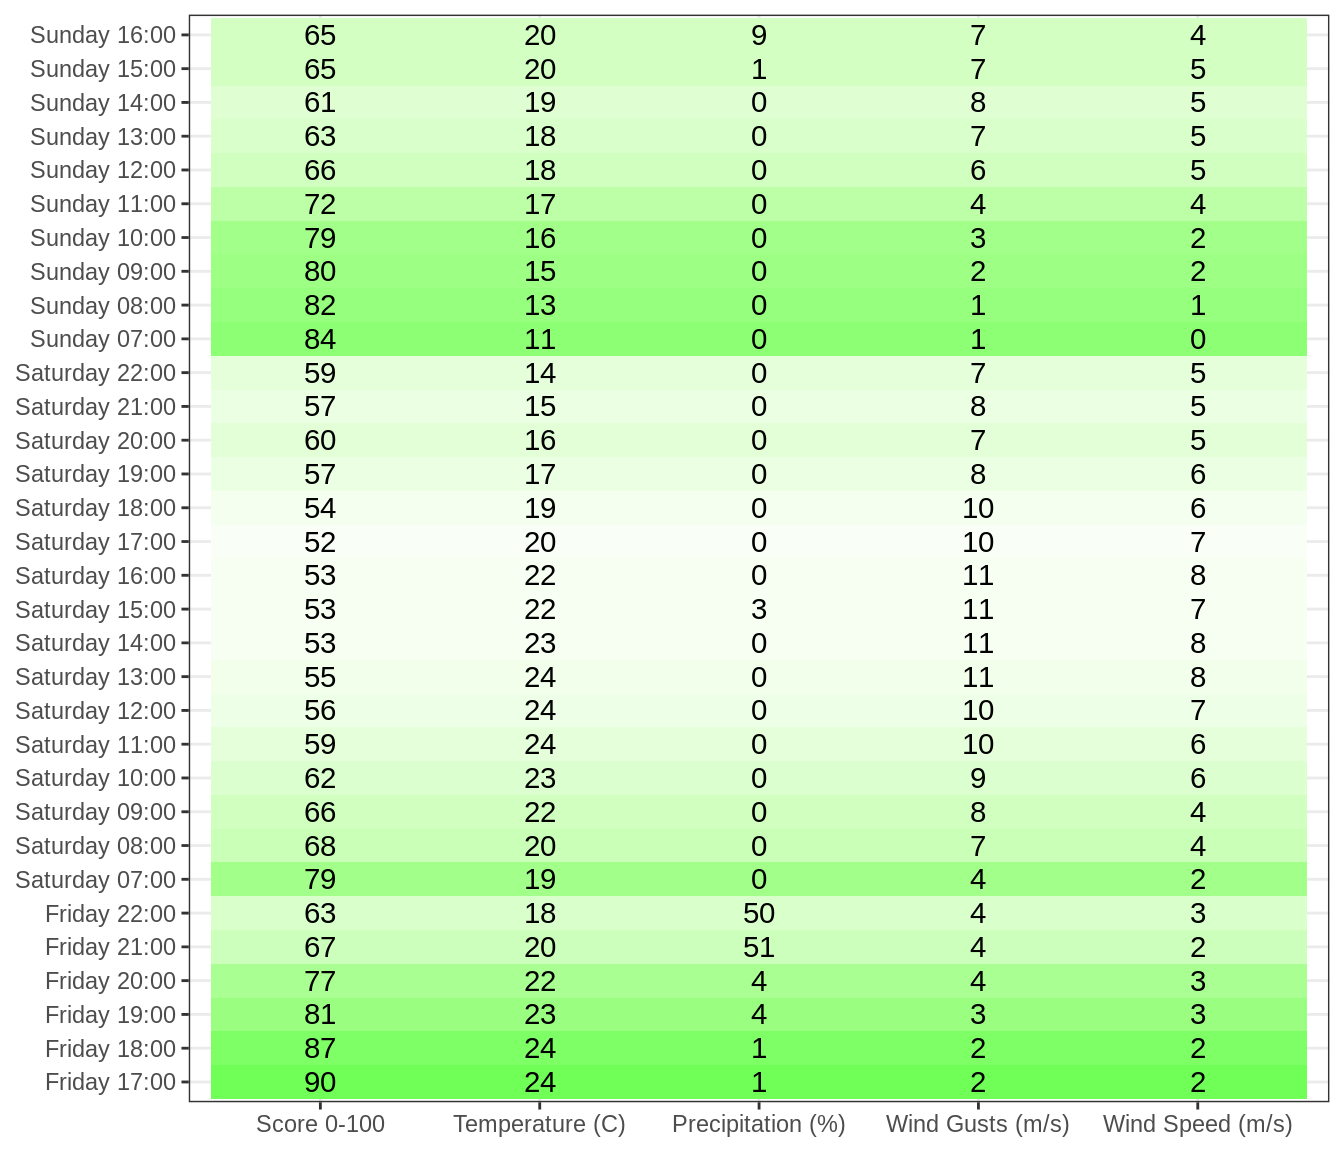 Sunday 16:00 65 20 9 7 4
Sunday 15:00 65 20 1 7 5
Sunday 14:00 61 19 0 8 5
Sunday 13:00 63 18 0 7 5
Sunday 12:00 66 18 0 6 5
Sunday 11:00 72 17 0 4 4
Sunday 10:00 79 16 0 3 2
Sunday 09:00 80 15 0 2 2
Sunday 08:00 82 13 0 1 1
Sunday 07:00 84 11 0 1 0
Saturday 22:00 59 14 0 7 5
Saturday 21:00 57 15 0 8 5
Saturday 20:00 60 16 0 7 5
Saturday 19:00 57 17 0 8 6
Saturday 18:00 54 19 0 10 6
Saturday 17:00 52 20 0 10 7
Saturday 16:00 53 22 0 11 8
Saturday 15:00 53 22 3 11 7
Saturday 14:00 53 23 0 11 8
Saturday 13:00 55 24 0 11 8
Saturday 12:00 56 24 0 10 7
Saturday 11:00 59 24 0 10 6
Saturday 10:00 62 23 0 9 6
Saturday 09:00 66 22 0 8 4
Saturday 08:00 68 20 0 7 4
Saturday 07:00 79 19 0 4 2
Friday 22:00 63 18 50 4 3
Friday 21:00 67 20 51 4 2
Friday 20:00 77 22 4 4 3
Friday 19:00 81 23 4 3 3
Friday 18:00 87 24 1 2 2
Friday 17:00 90 24 1 2 2
Score 0-100 Temperature (C) Precipitation (%) Wind Gusts (m/s) Wind Speed (m/s)